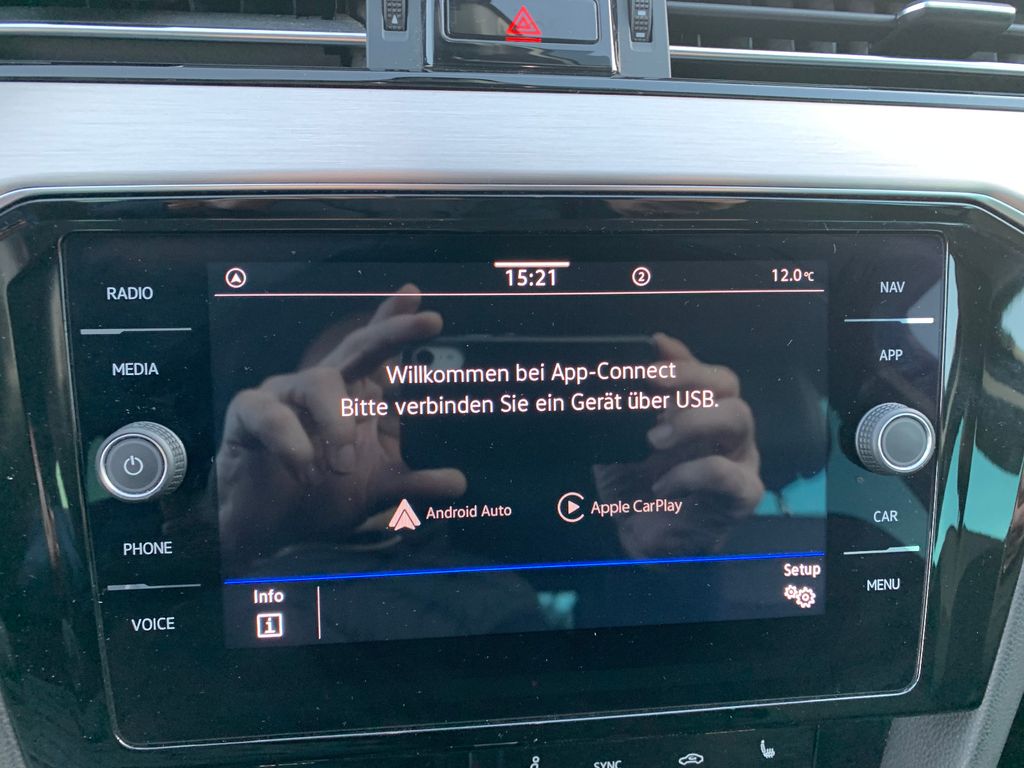 RADIO
MEDIA
PHONE
VOICE
15:21
2
12.0°C
Willkommen bei App-Connect
Bitte verbinden Sie ein Gerät über USB.
Android Auto
Apple CarPlay
Info
i
Setup
NAV
APP
CAR
MENU
SYNC